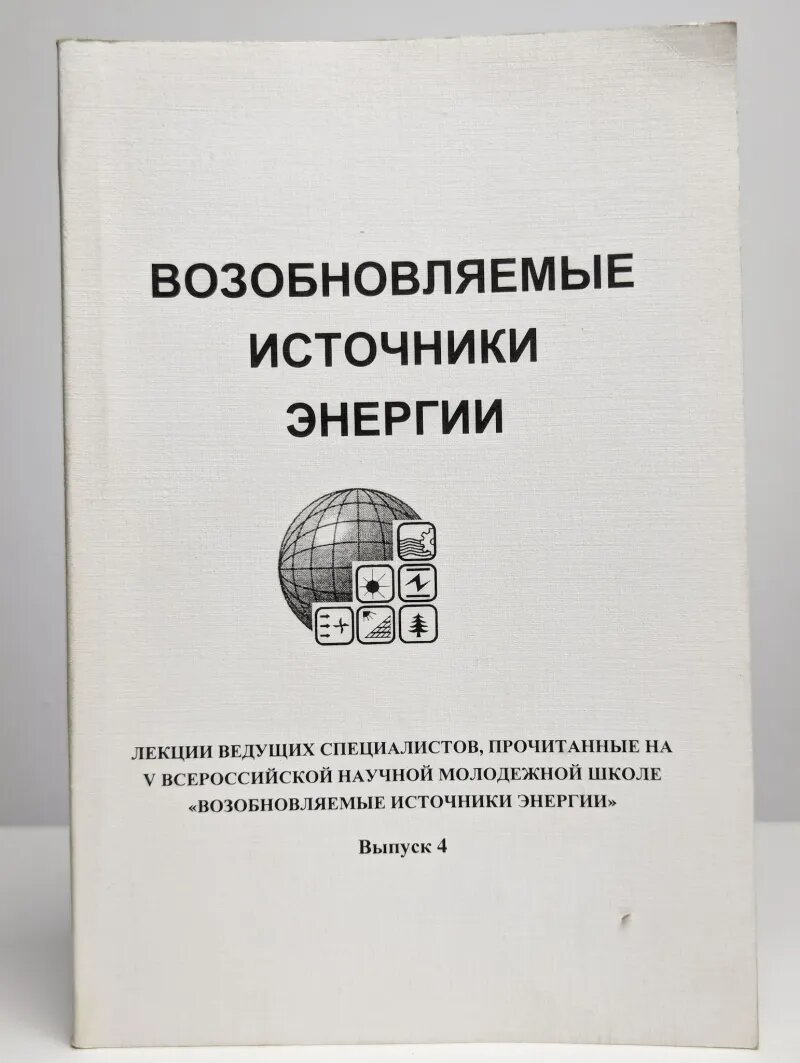 ВОЗОБНОВЛЯЕМЫЕ
ИСТОЧНИКИ
ЭНЕРГИИ
ЛЕКЦИИ ВЕДУЩИХ СПЕЦИАЛИСТОВ, ПРОЧИТАННЫЕ НА
V ВСЕРОССИЙСКОЙ НАУЧНОЙ МОЛОДЕЖНОЙ ШКОЛЕ
«ВОЗОБНОВЛЯЕМЫЕ ИСТОЧНИКИ ЭНЕРГИИ»
Выпуск 4